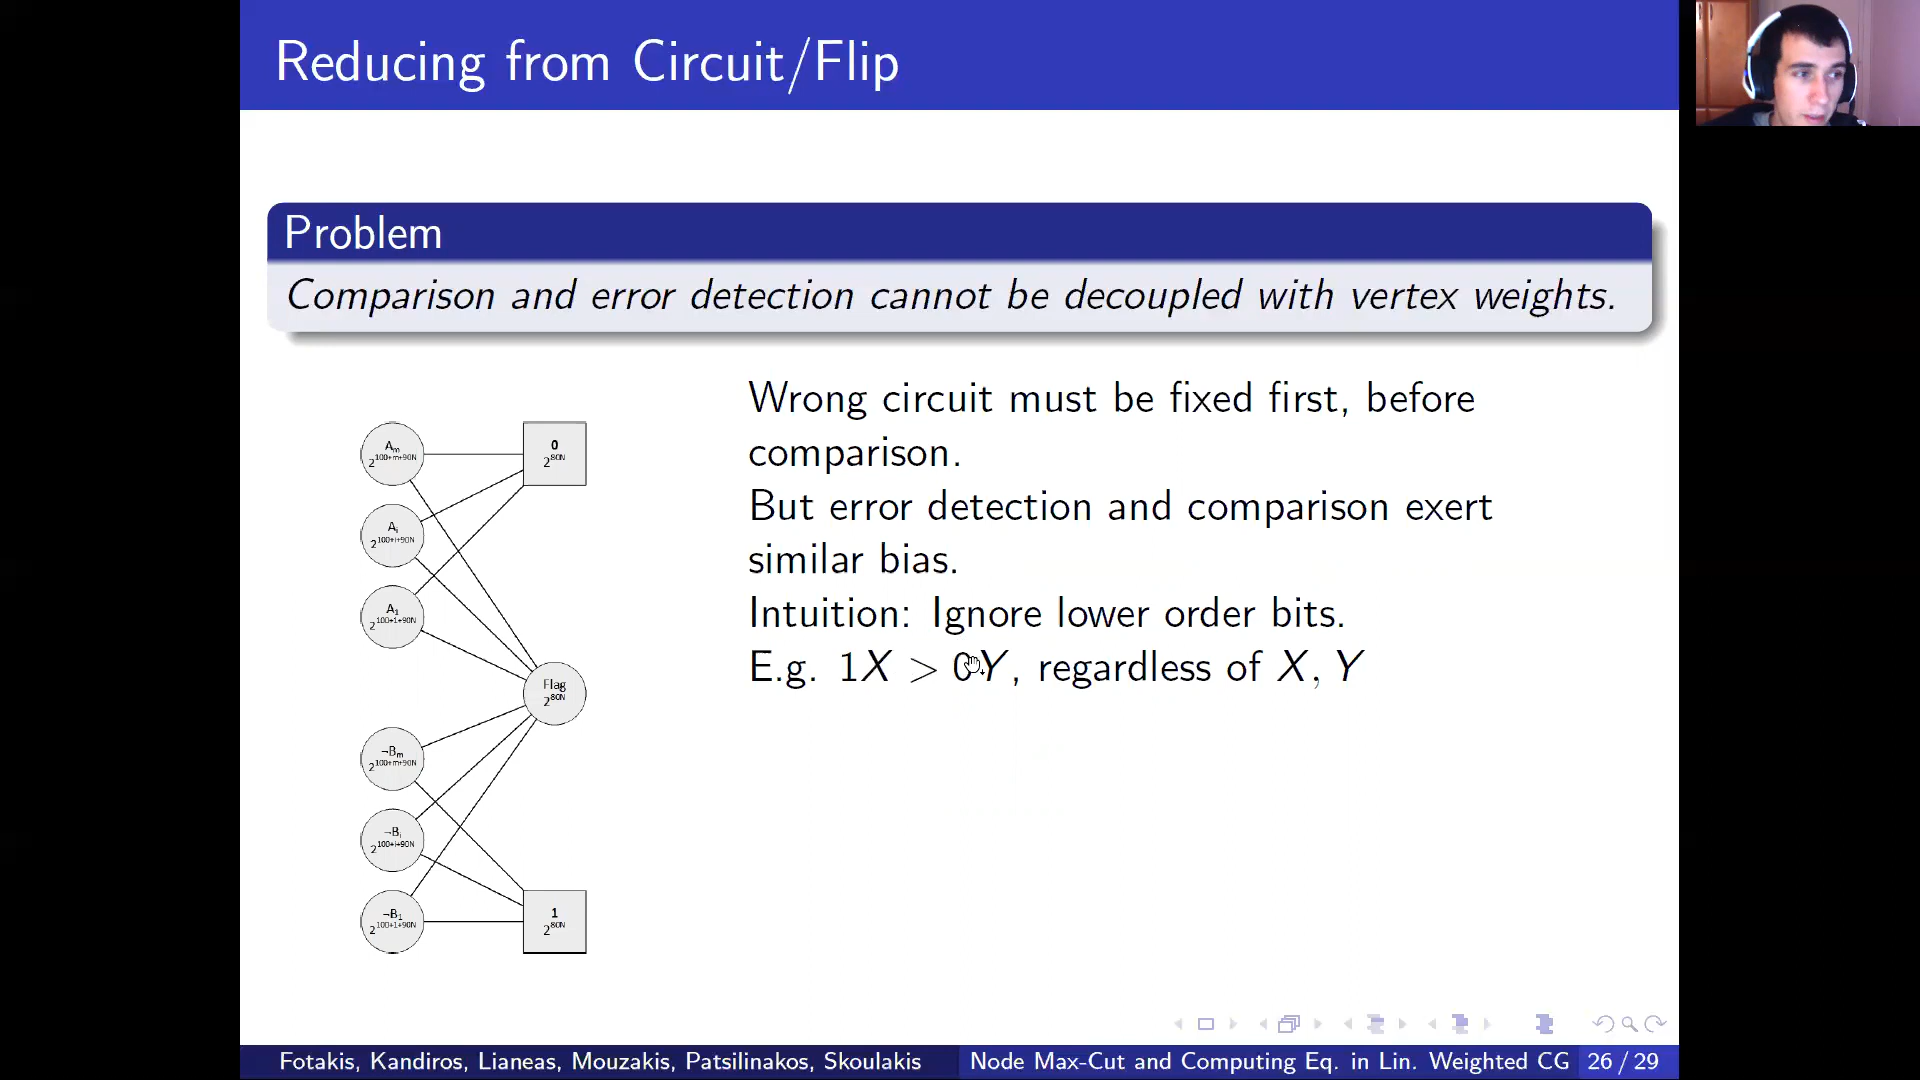 Reducing from Circuit/Flip
Problem
Comparison and error detection cannot be decoupled with vertex weights.
Wrong circuit must be fixed first, before
comparison.
But error detection and comparison exert
similar bias.
Intuition: Ignore lower order bits.
E.g. 1X > 0Y, regardless of X, Y
A_m
2^{100+m+90N}
0
2^{80N}
A_i
2^{100+i+90N}
A_1
2^{100+1+90N}
Flag
2^{80N}
¬B_m
2^{100+m+90N}
¬B_i
2^{100+i+90N}
¬B_1
2^{100+1+90N}
1
2^{80N}
Fotakis, Kandiros, Lianeas, Mouzakis, Patsilinakos, Skoulakis
Node Max-Cut and Computing Eq. in Lin. Weighted CG
26 / 29